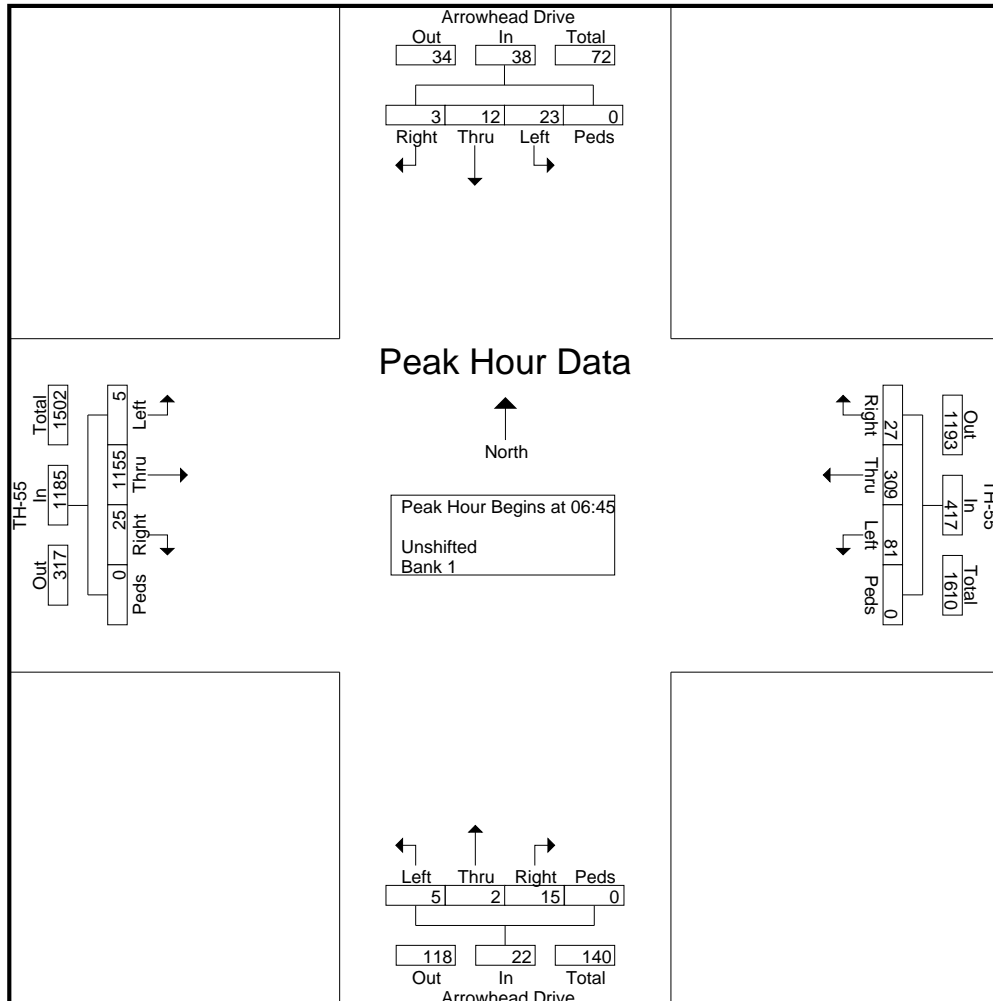 Arrowhead Drive
Out In Total
34 38 72
3 12 23 0
Right Thru Left Peds
Peak Hour Data
North
Peak Hour Begins at 06:45
Unshifted
Bank 1
TH-55
Total In Out
1502 1185 317
5 1155 25 0
Left Thru Right Peds
Right Thru Left Peds
27 309 81 0
1193 417 1610
Out In Total
TH-55
Left Thru Right Peds
5 2 15 0
118 22 140
Out In Total
Arrowhead Drive